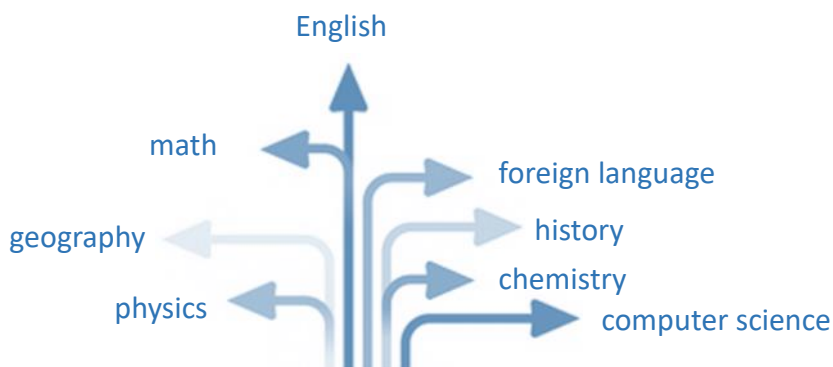 English
math
foreign language
geography
history
chemistry
physics
computer science